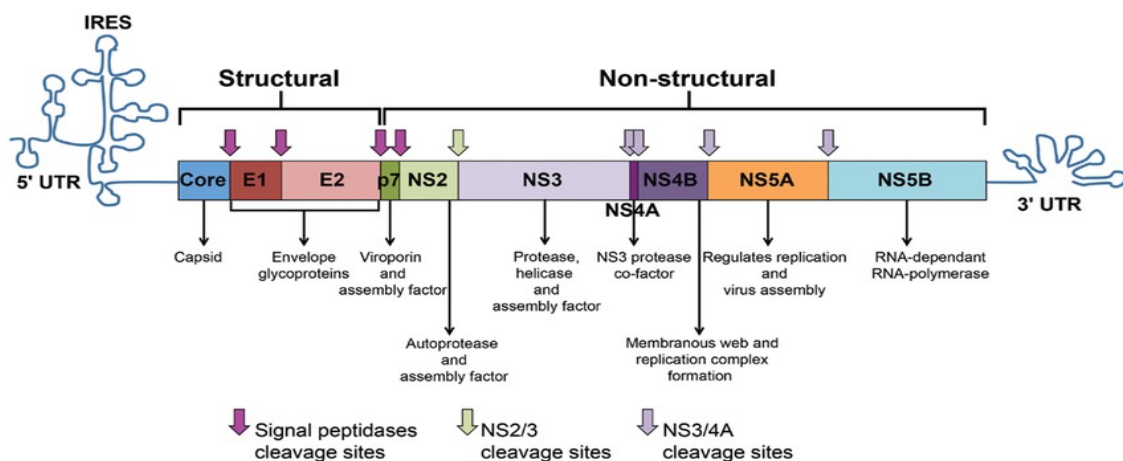 IRES
Structural
Non-structural
5' UTR
Core
E1
E2
p7
NS2
NS3
NS4A
NS4B
NS5A
NS5B
3' UTR
Capsid
Envelope
glycoproteins
Viroporin
and
assembly factor
Autoprotease
and
assembly factor
Protease,
helicase
and
assembly factor
NS3 protease
co-factor
Membranous web and
replication complex
formation
Regulates replication
and
virus assembly
RNA-dependant
RNA-polymerase
Signal peptidases
cleavage sites
NS2/3
cleavage sites
NS3/4A
cleavage sites